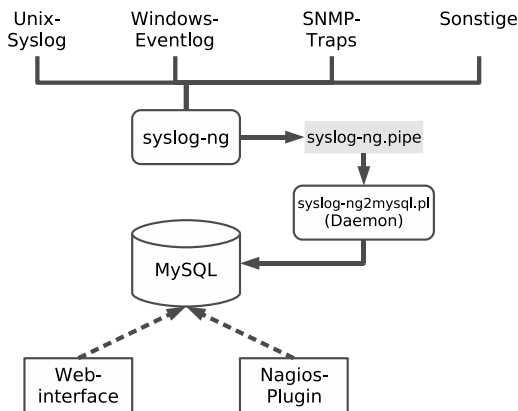 Unix-
Syslog
Windows-
Eventlog
SNMP-
Traps
Sonstige
syslog-ng
syslog-ng.pipe
syslog-ng2mysql.pl
(Daemon)
MySQL
Web-
interface
Nagios-
Plugin